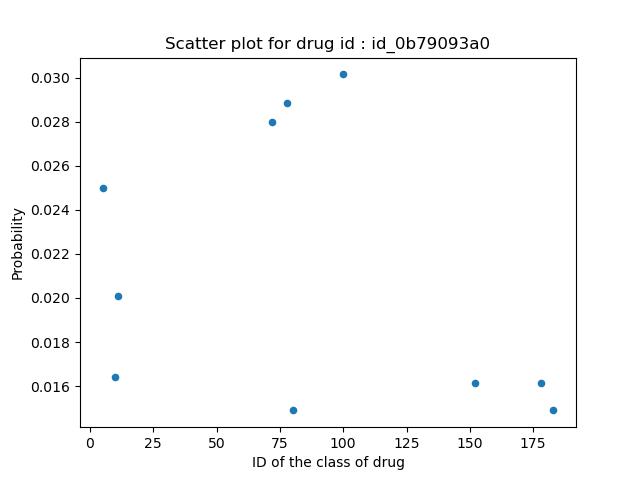 Scatter plot for drug id : id_0b79093a0
0.030
0.028
0.026
0.024
0.022
0.020
0.018
0.016
Probability
0 25 50 75 100 125 150 175
ID of the class of drug